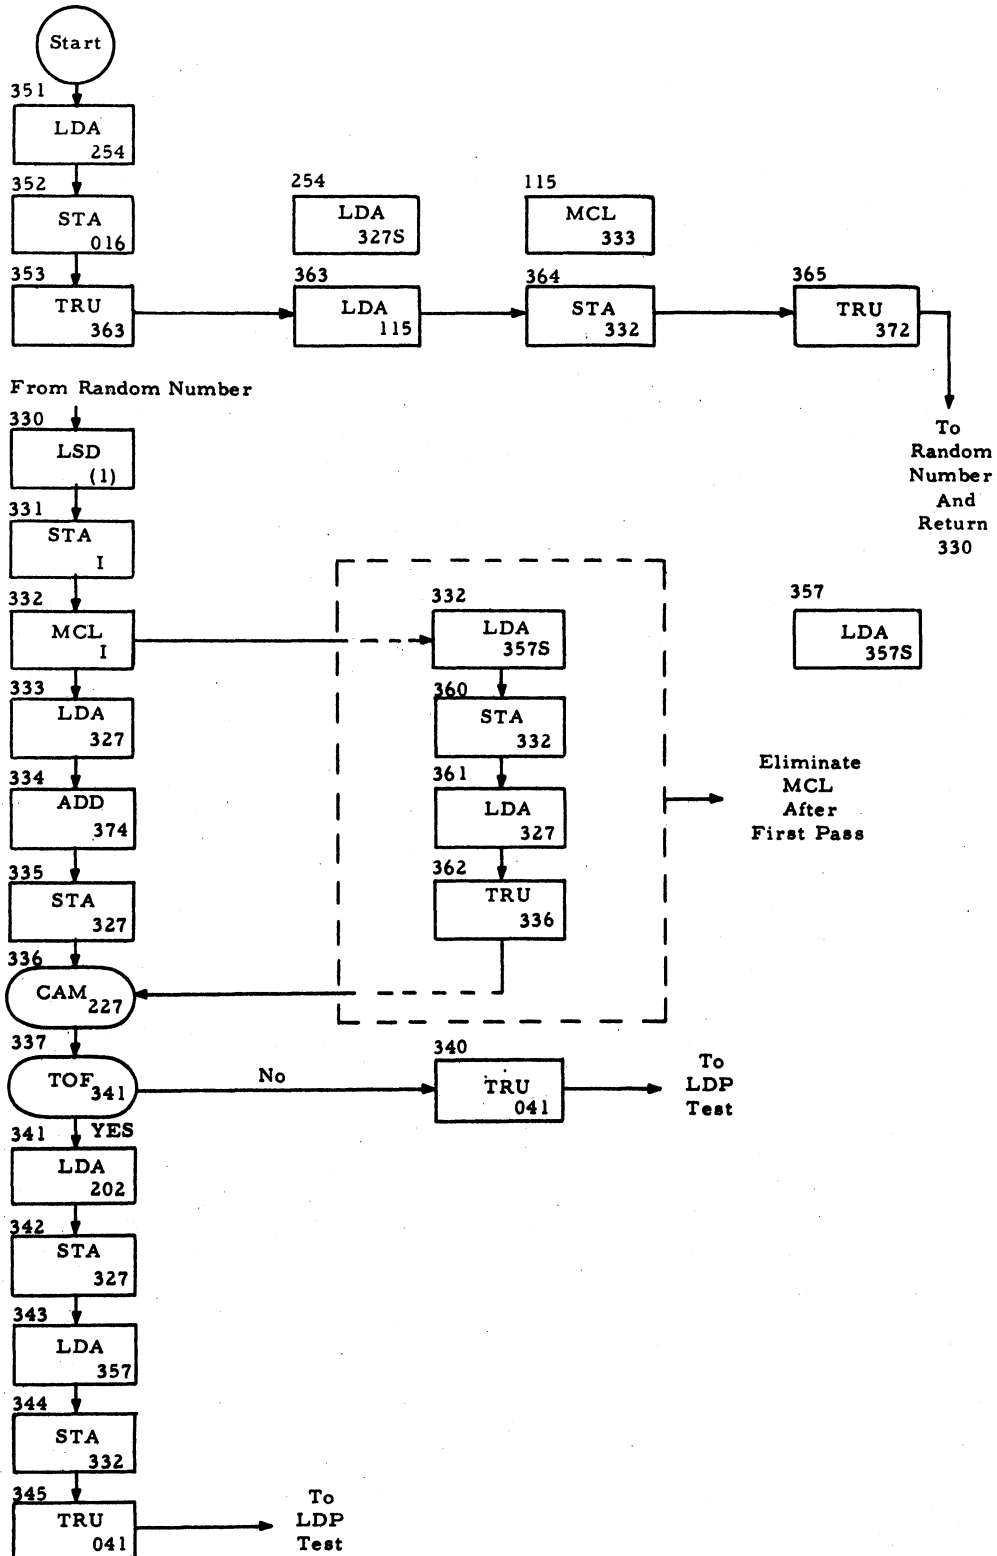 Start
351
LDA
254
352
STA
016
254
LDA
327S
115
MCL
333
353
TRU
363
363
LDA
115
364
STA
332
365
TRU
372
To
Random
Number
And
Return
330
From Random Number
330
LSD
(1)
331
STA
I
332
MCL
I
332
LDA
357S
357
LDA
357S
333
LDA
327
360
STA
332
334
ADD
374
361
LDA
327
Eliminate
MCL
After
First Pass
335
STA
327
362
TRU
336
336
CAM
227
337
TOF
341
No
340
TRU
041
To
LDP
Test
YES
341
LDA
202
342
STA
327
343
LDA
357
344
STA
332
345
TRU
041
To
LDP
Test